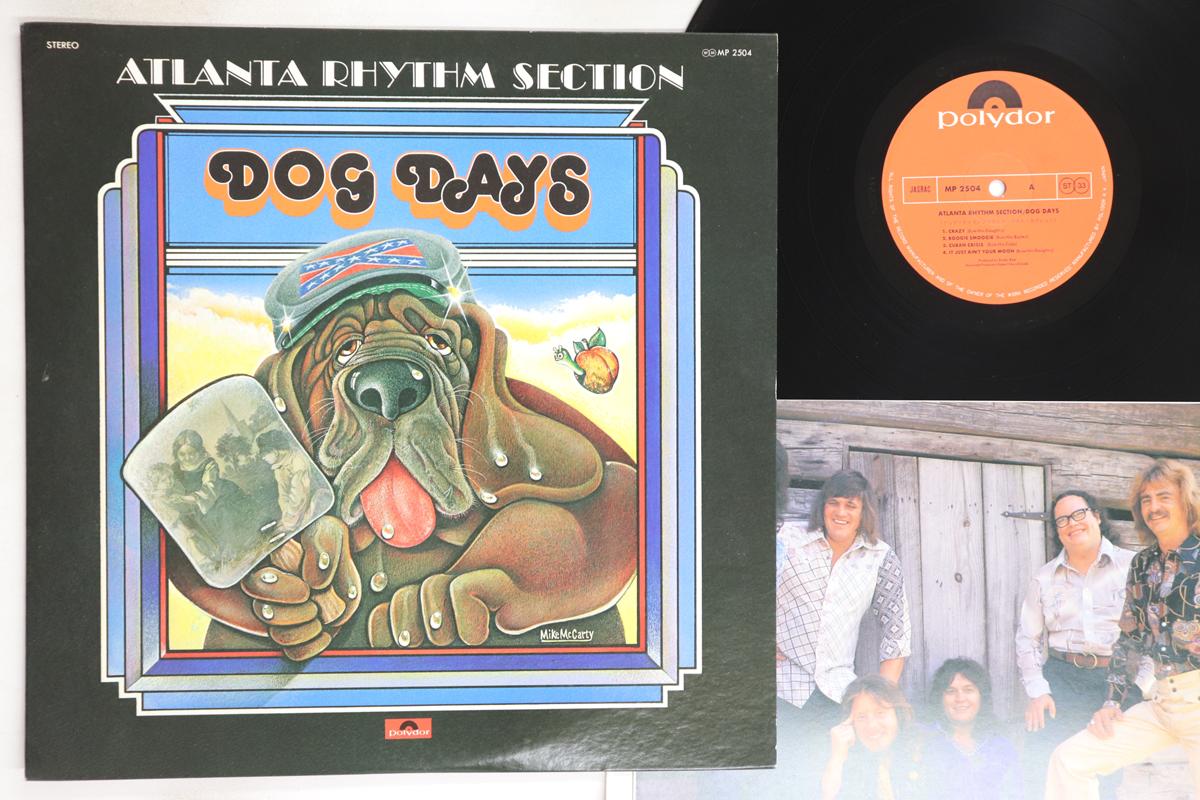 STEREO
MP 2504
ATLANTA RHYTHM SECTION
DOG DAYS
Mike McCarty
polydor
polydor
JASRAC
MP 2504
A
ST 33
ATLANTA RHYTHM SECTION/DOG DAYS
1. CRAZY
2. BOOGIE SMOOGIE
3. CUBAN CRISIS
4. IT JUST AIN'T YOUR MOON